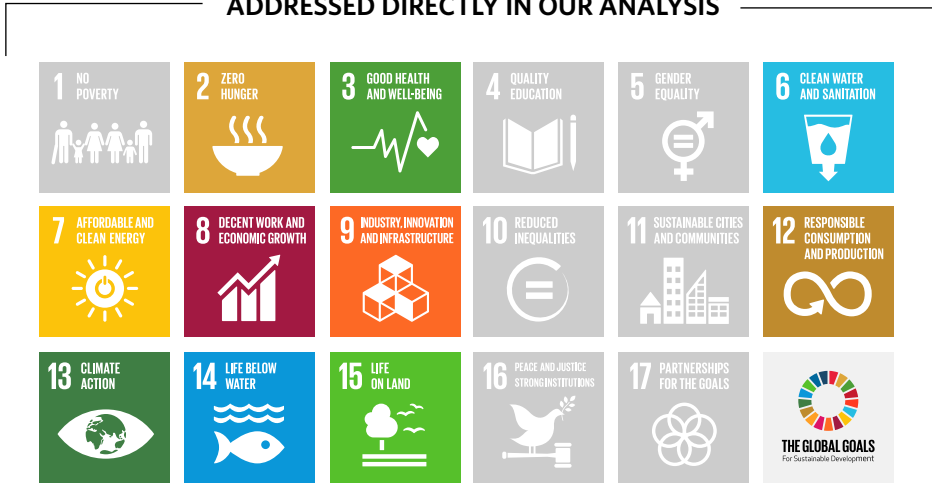 ADDRESSED DIRECTLY IN OUR ANALYSIS
1 NO
POVERTY
2 ZERO
HUNGER
3 GOOD HEALTH
AND WELL-BEING
4 QUALITY
EDUCATION
5 GENDER
EQUALITY
6 CLEAN WATER
AND SANITATION
7 AFFORDABLE AND
CLEAN ENERGY
8 DECENT WORK AND
ECONOMIC GROWTH
9 INDUSTRY, INNOVATION
AND INFRASTRUCTURE
10 REDUCED
INEQUALITIES
11 SUSTAINABLE CITIES
AND COMMUNITIES
12 RESPONSIBLE
CONSUMPTION
AND PRODUCTION
13 CLIMATE
ACTION
14 LIFE BELOW
WATER
15 LIFE
ON LAND
16 PEACE AND JUSTICE
STRONG INSTITUTIONS
17 PARTNERSHIPS
FOR THE GOALS
THE GLOBAL GOALS
For Sustainable Development